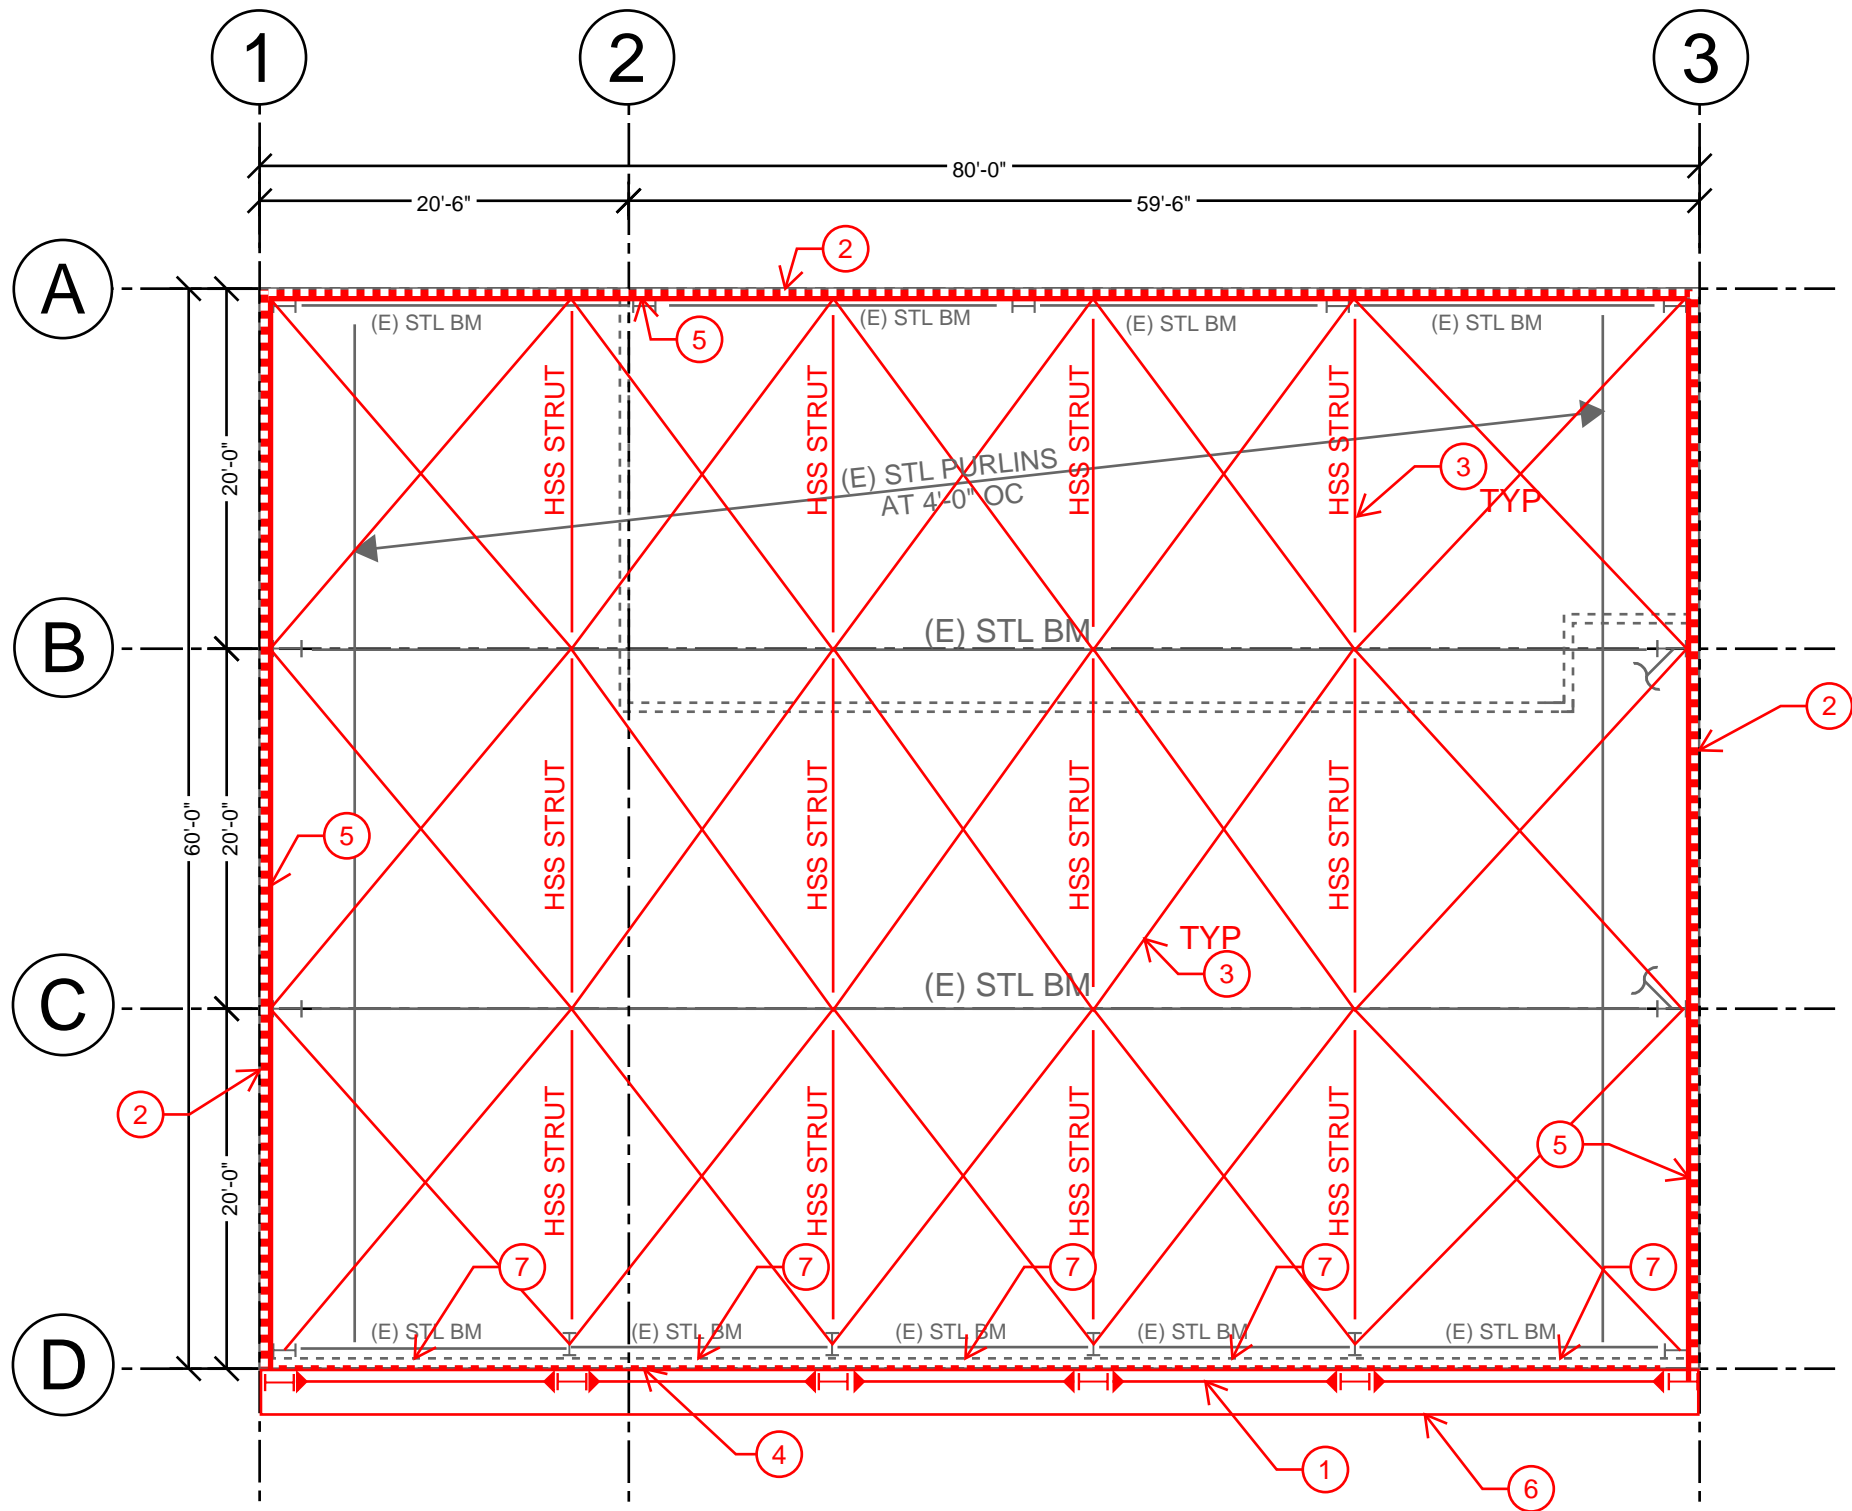 1
2
3
80'-0"
20'-6"
59'-6"
2
A
(E) STL BM
(E) STL BM
(E) STL BM
(E) STL BM
5
HSS STRUT
HSS STRUT
HSS STRUT
HSS STRUT
20'-0"
(E) STL PURLINS
AT 4'-0" OC
3
TYP
B
(E) STL BM
2
60'-0"
20'-0"
5
HSS STRUT
HSS STRUT
HSS STRUT
HSS STRUT
TYP
3
C
(E) STL BM
2
5
20'-0"
HSS STRUT
HSS STRUT
HSS STRUT
HSS STRUT
7
7
7
7
7
(E) STL BM
(E) STL BM
(E) STL BM
(E) STL BM
(E) STL BM
D
4
1
6